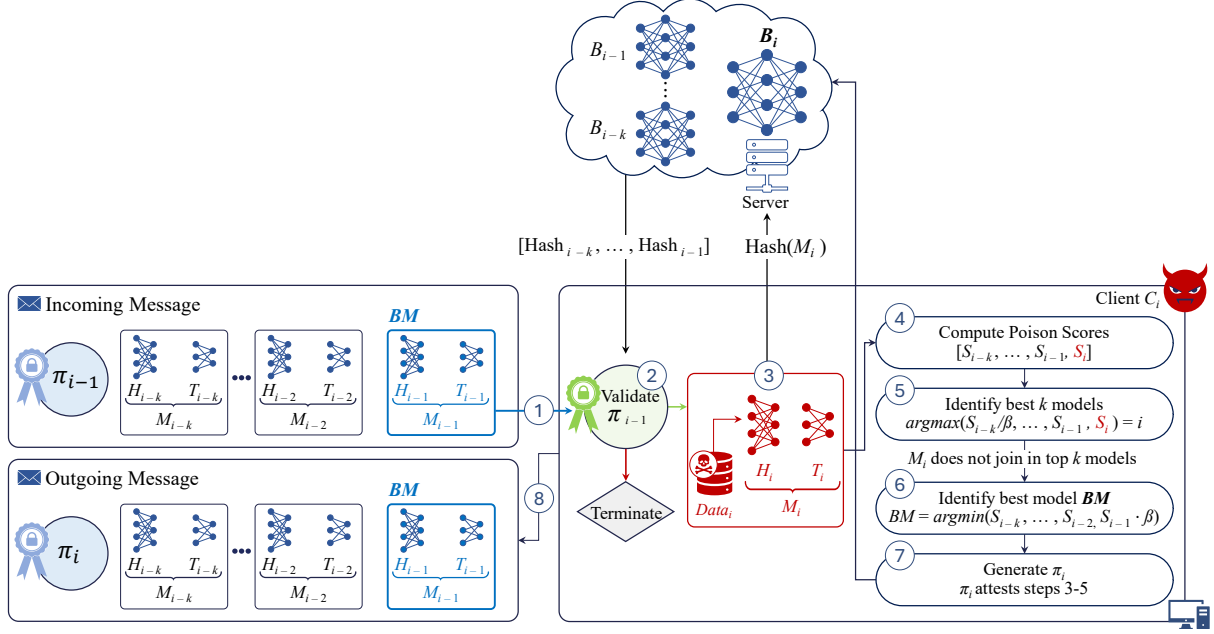 B_{i-1}
B_i
B_{i-k}
Server
[Hash_{i-k}, … , Hash_{i-1}]
Hash(M_i)
Incoming Message
BM
π_{i-1}
H_{i-k} T_{i-k}
M_{i-k}
H_{i-2} T_{i-2}
M_{i-2}
H_{i-1} T_{i-1}
M_{i-1}
1
Outgoing Message
BM
π_i
H_{i-k} T_{i-k}
M_{i-k}
H_{i-2} T_{i-2}
M_{i-2}
H_{i-1} T_{i-1}
M_{i-1}
8
Client C_i
2
Validate
π_{i-1}
Terminate
3
Data_i
H_i T_i
M_i
4
Compute Poison Scores
[S_{i-k}, … , S_{i-1}, S_i]
5
Identify best k models
argmax(S_{i-k}/β, … , S_{i-1}, S_i) = i
M_i does not join in top k models
6
Identify best model BM
BM = argmin(S_{i-k}, … , S_{i-2}, S_{i-1} · β)
7
Generate π_i
π_i attests steps 3-5